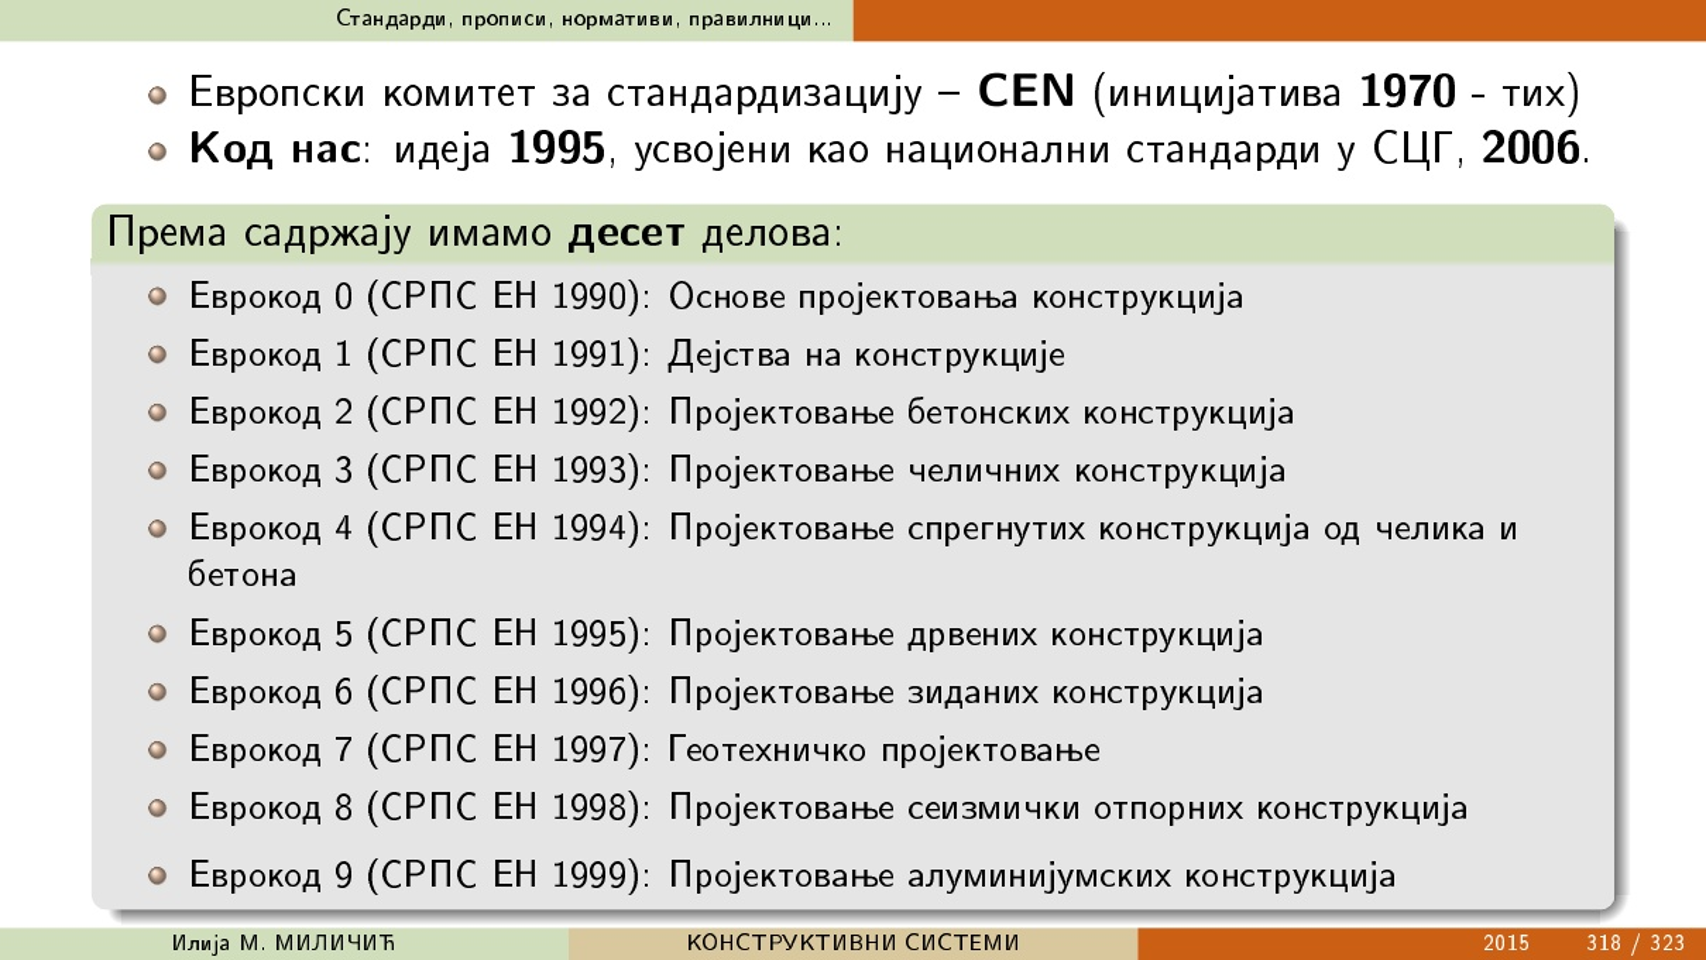 Стандарди, прописи, нормативи, правилници...
Европски комитет за стандардизацију – CEN (иницијатива 1970 - тих)
Код нас: идеја 1995, усвојени као национални стандарди у СЦГ, 2006.
Према садржају имамо десет делова:
Еврокод 0 (СРПС ЕН 1990): Основе пројектовања конструкција
Еврокод 1 (СРПС ЕН 1991): Дејства на конструкције
Еврокод 2 (СРПС ЕН 1992): Пројектовање бетонских конструкција
Еврокод 3 (СРПС ЕН 1993): Пројектовање челичних конструкција
Еврокод 4 (СРПС ЕН 1994): Пројектовање спрегнутих конструкција од челика и
бетона
Еврокод 5 (СРПС ЕН 1995): Пројектовање дрвених конструкција
Еврокод 6 (СРПС ЕН 1996): Пројектовање зиданих конструкција
Еврокод 7 (СРПС ЕН 1997): Геотехничко пројектовање
Еврокод 8 (СРПС ЕН 1998): Пројектовање сеизмички отпорних конструкција
Еврокод 9 (СРПС ЕН 1999): Пројектовање алуминијумских конструкција
Илија М. МИЛИЧИЋ КОНСТРУКТИВНИ СИСТЕМИ 2015 318 / 323